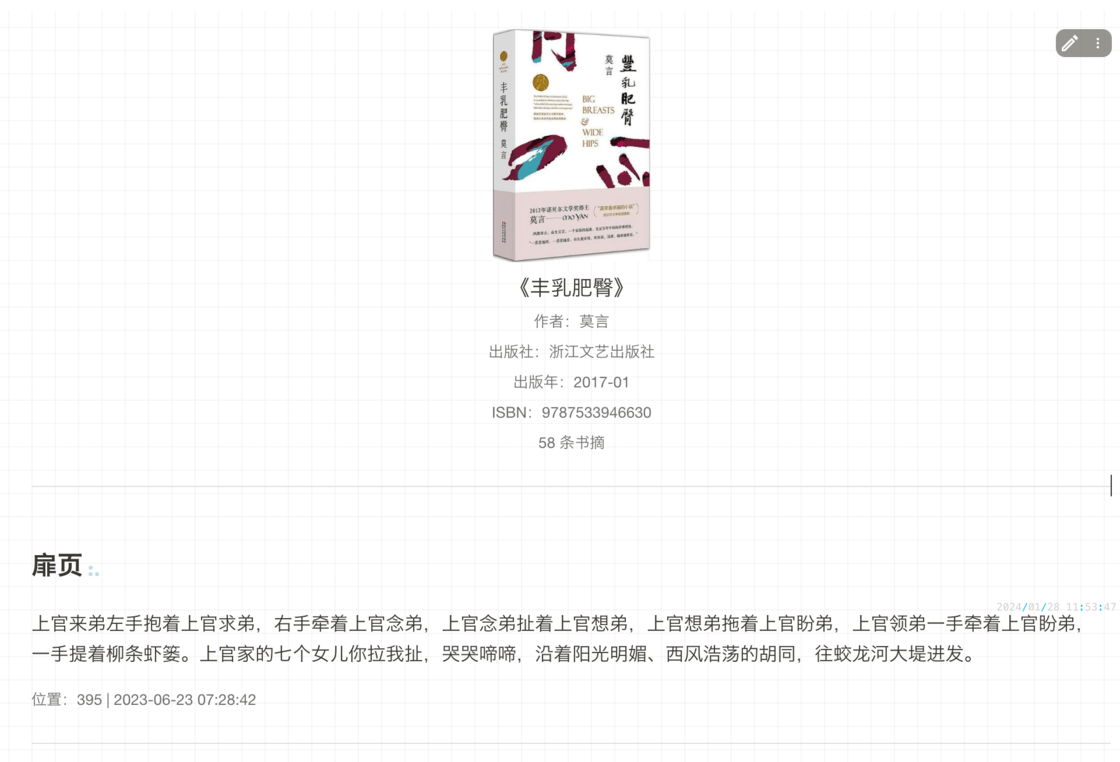 丰乳肥臀 莫言
莫言
豐乳肥臀
BIG
BREASTS
&
WIDE
HIPS
2012年诺贝尔文学奖得主
莫言 MO YAN
《丰乳肥臀》
作者：莫言
出版社：浙江文艺出版社
出版年：2017-01
ISBN：9787533946630
58 条书摘
扉页
2024/01/28 11:53:47
上官来弟左手抱着上官求弟，右手牵着上官念弟，上官念弟扯着上官想弟，上官想弟拖着上官盼弟，上官领弟一手牵着上官盼弟，
一手提着柳条虾篓。上官家的七个女儿你拉我扯，哭哭啼啼，沿着阳光明媚、西风浩荡的胡同，往蛟龙河大堤进发。
位置：395 | 2023-06-23 07:28:42